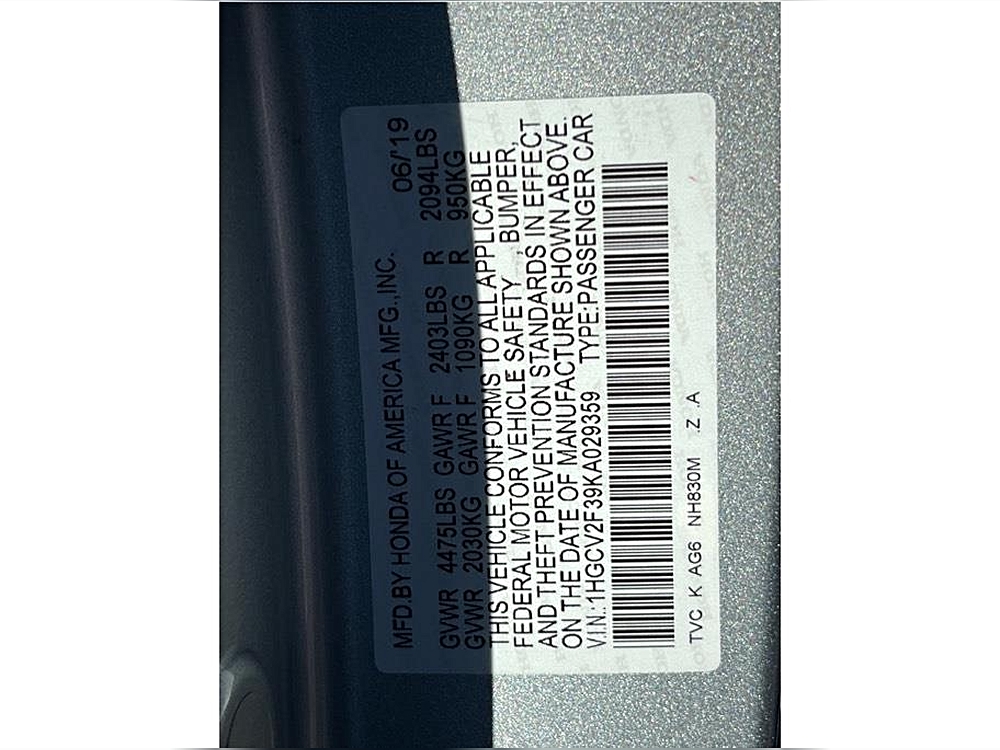 MFD.BY HONDA OF AMERICA MFG.,INC. 06/'19
GVWR 4475LBS GAWR F 2403LBS R 2094LBS
GVWR 2030KG GAWR F 1090KG R 950KG
THIS VEHICLE CONFORMS TO ALL APPLICABLE
FEDERAL MOTOR VEHICLE SAFETY , BUMPER,
AND THEFT PREVENTION STANDARDS IN EFFECT
ON THE DATE OF MANUFACTURE SHOWN ABOVE.
V.I.N.:1HGCV2F39KA029359 TYPE:PASSENGER CAR
TVC K AG6 NH830M Z .A